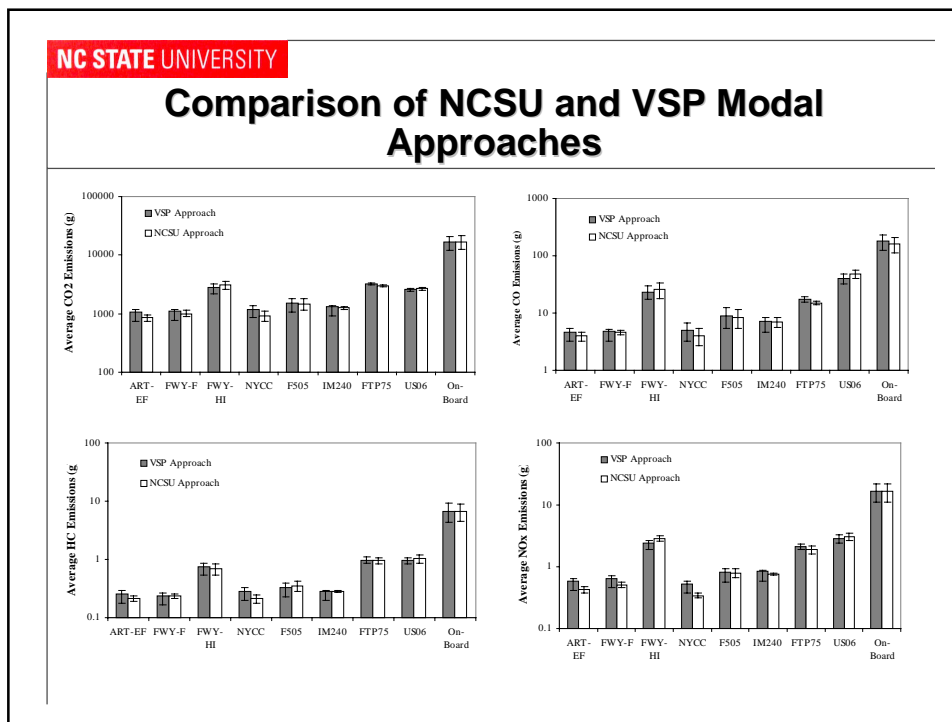 NC STATE UNIVERSITY
Comparison of NCSU and VSP Modal
Approaches
Average CO2 Emissions (g)
100000
10000
1000
100
VSP Approach
NCSU Approach
ART-
EF
FWY-F
FWY-
HI
NYCC
F505
IM240
FTP75
US06
On-
Board
Average CO Emissions (g)
1000
100
10
1
VSP Approach
NCSU Approach
ART-
EF
FWY-F
FWY-
HI
NYCC
F505
IM240
FTP75
US06
On-
Board
Average HC Emissions (g
100
10
1
0.1
VSP Approach
NCSU Approach
ART-EF
FWY-F
FWY-
HI
NYCC
F505
IM240
FTP75
US06
On-
Board
Average NOx Emissions (g
100
10
1
0.1
VSP Approach
NCSU Approach
ART-
EF
FWY-F
FWY-
HI
NYCC
F505
IM240
FTP75
US06
On-
Board